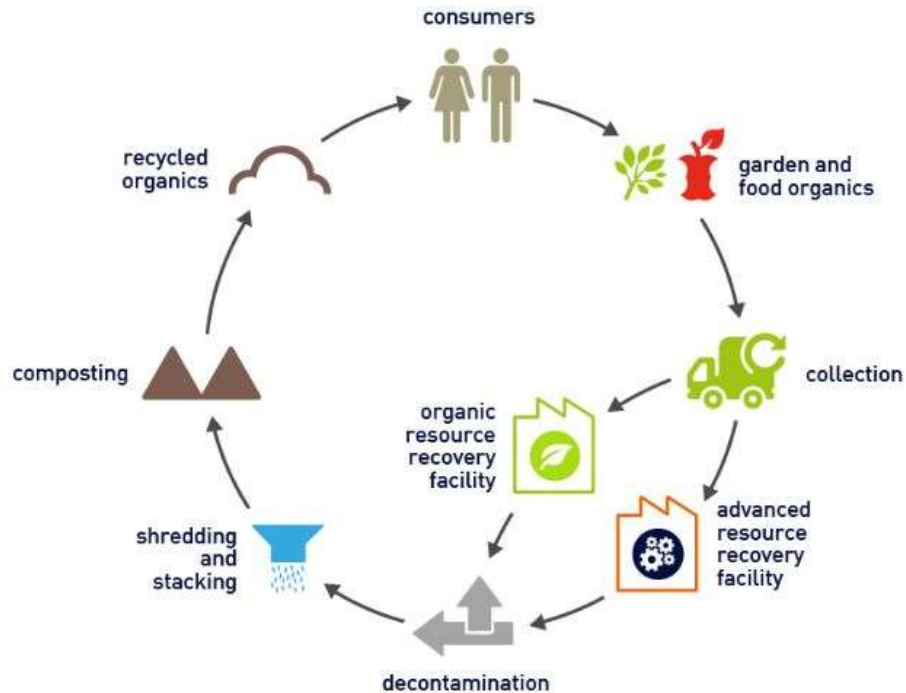 consumers
garden and
food organics
collection
organic
resource
recovery
facility
advanced
resource
recovery
facility
decontamination
shredding
and
stacking
composting
recycled
organics